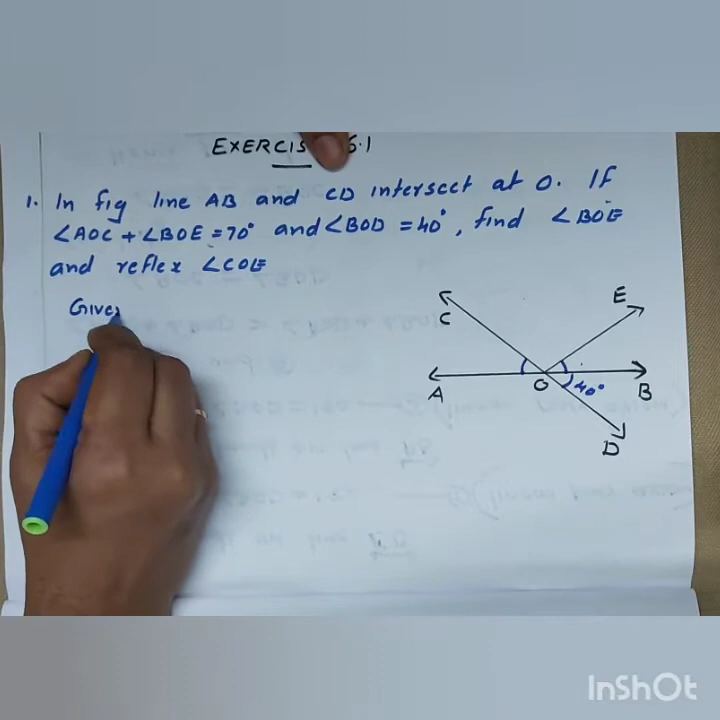 EXERCIS 6.1
1. In fig line AB and CD intersect at O. If
∠AOC + ∠BOE = 70° and ∠BOD = 40°, find ∠BOE
and reflex ∠COE
Given
E
C
A
O
40°
B
D
InShOt